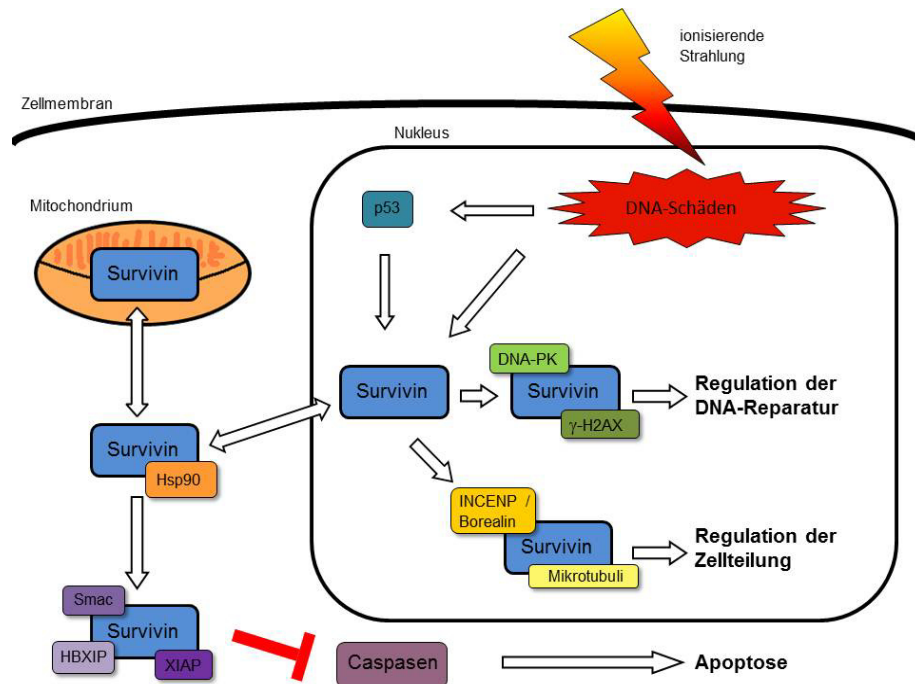 ionisierende
Strahlung
Zellmembran
Nukleus
Mitochondrium
p53
DNA-Schäden
Survivin
DNA-PK
Survivin
Survivin
γ-H2AX
Regulation der
DNA-Reparatur
Survivin
Hsp90
INCENP /
Borealin
Survivin
Mikrotubuli
Regulation der
Zellteilung
Smac
Survivin
HBXIP
XIAP
Caspasen
Apoptose